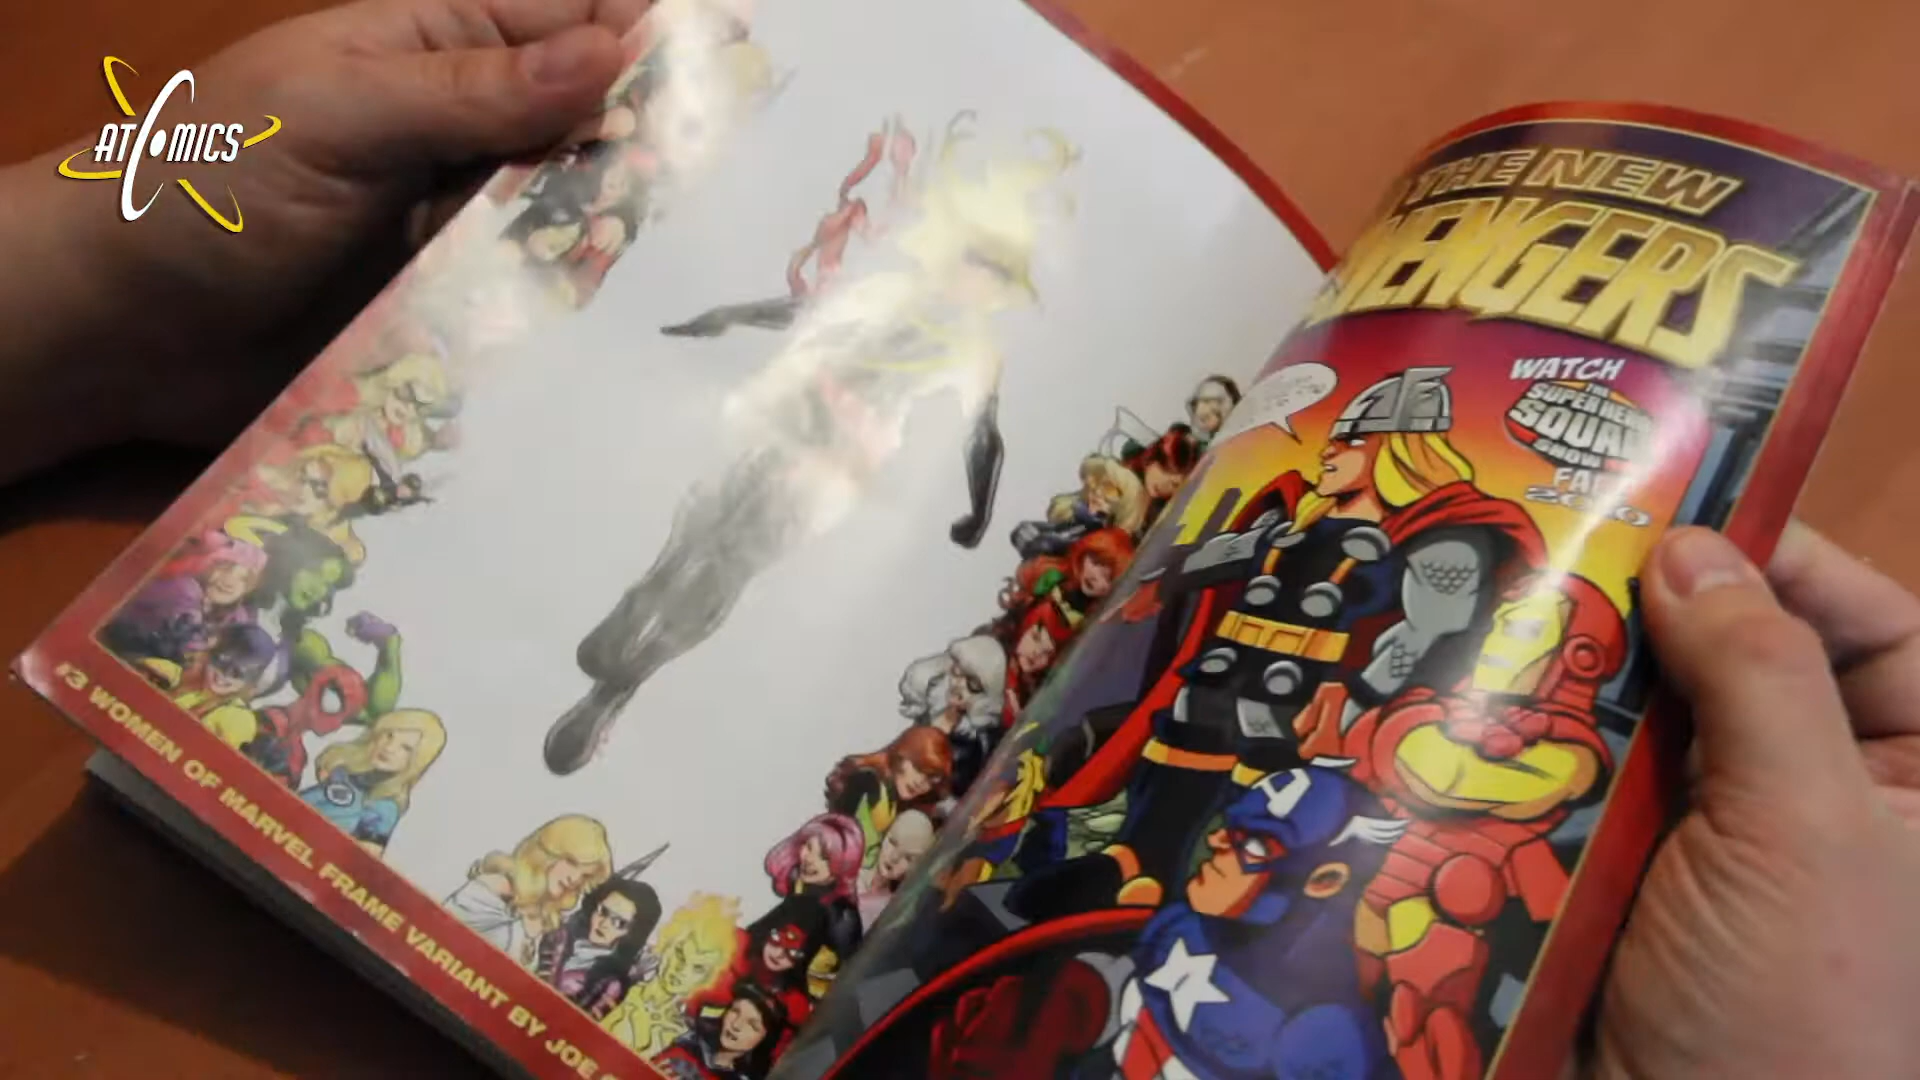 ATOMICS
THE NEW
AVENGERS
WATCH
THE
SUPER HERO
SQUAD
SHOW
FALL
2010
#3 WOMEN OF MARVEL FRAME VARIANT BY JOE